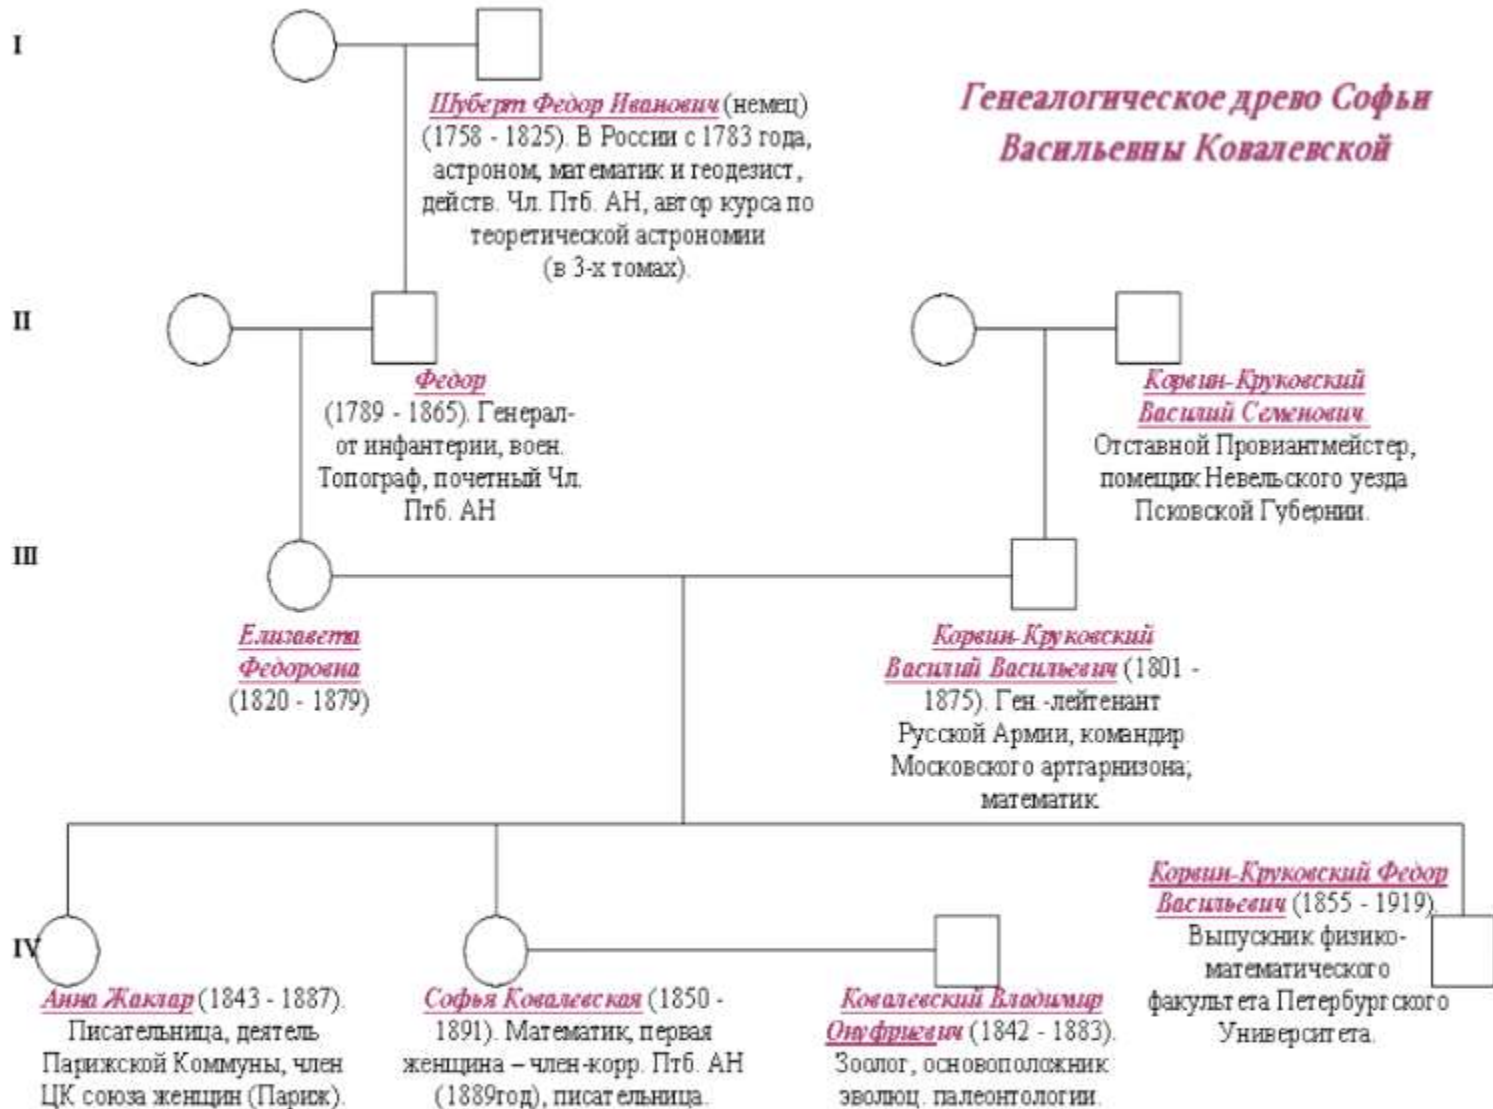 I
Генеалогическое древо Софьи
Васильевны Ковалевской
Шуберт Федор Иванович (немец)
(1758 - 1825). В России с 1783 года,
астроном, математик и геодезист,
действ. Чл. Птб. АН, автор курса по
теоретической астрономии
(в 3-х томах).
II
Федор
(1789 - 1865). Генерал-
от инфантерии, воен.
Топограф, почетный Чл.
Птб. АН
Корвин-Круковский
Василий Семенович.
Отставной Провиантмейстер,
помещик Невельского уезда
Псковской Губернии.
III
Елизавета
Федоровна
(1820 - 1879)
Корвин-Круковский
Василий Васильевич (1801 -
1875). Ген.-лейтенант
Русской Армии, командир
Московского артгарнизона;
математик.
IV
Анна Жаклар (1843 - 1887).
Писательница, деятель
Парижской Коммуны, член
ЦК союза женщин (Париж).
Софья Ковалевская (1850 -
1891). Математик, первая
женщина – член-корр. Птб. АН
(1889год), писательница.
Ковалевский Владимир
Онуфриевич (1842 - 1883).
Зоолог, основоположник
эволюц. палеонтологии.
Корвин-Круковский Федор
Васильевич (1855 - 1919).
Выпускник физико-
математического
факультета Петербургского
Университета.